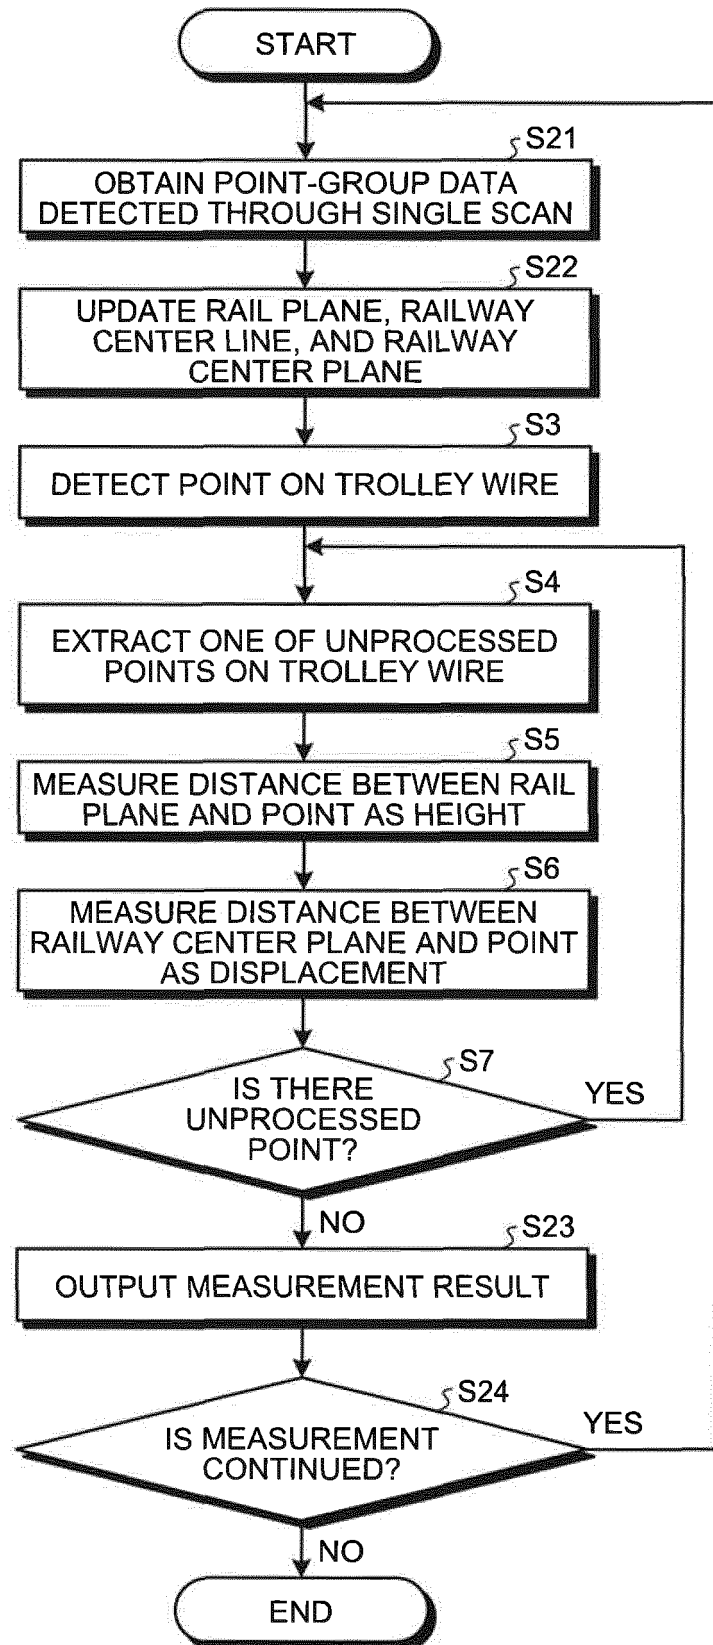 START
S21
OBTAIN POINT-GROUP DATA
DETECTED THROUGH SINGLE SCAN
S22
UPDATE RAIL PLANE, RAILWAY
CENTER LINE, AND RAILWAY
CENTER PLANE
S3
DETECT POINT ON TROLLEY WIRE
S4
EXTRACT ONE OF UNPROCESSED
POINTS ON TROLLEY WIRE
S5
MEASURE DISTANCE BETWEEN RAIL
PLANE AND POINT AS HEIGHT
S6
MEASURE DISTANCE BETWEEN
RAILWAY CENTER PLANE AND POINT
AS DISPLACEMENT
S7
IS THERE
UNPROCESSED
POINT?
YES
NO
S23
OUTPUT MEASUREMENT RESULT
S24
IS MEASUREMENT
CONTINUED?
YES
NO
END